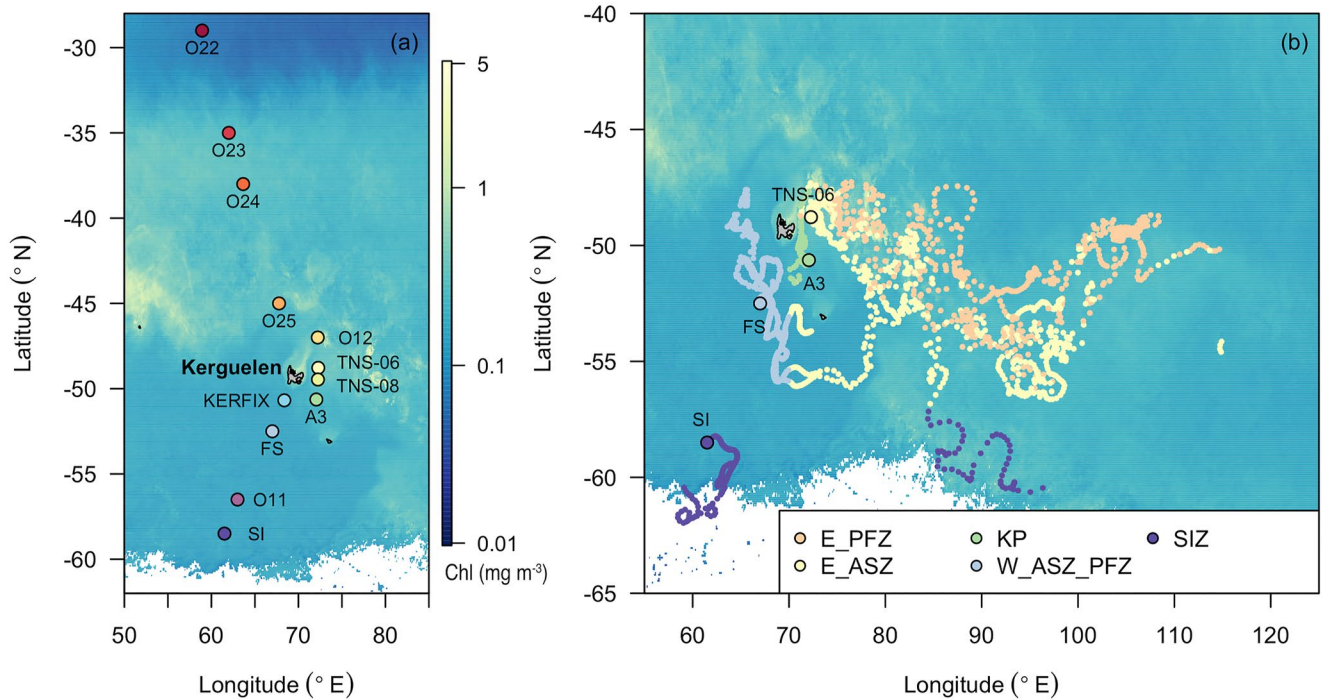 (a)
O22
O23
O24
O25
O12
TNS-06
Kerguelen
TNS-08
KERFIX
A3
FS
O11
SI
-30
-35
-40
-45
-50
-55
-60
Latitude (° N)
50 60 70 80
Longitude (° E)
5
1
0.1
0.01
Chl (mg m-3)
(b)
TNS-06
A3
FS
SI
-40
-45
-50
-55
-60
-65
Latitude (° N)
E_PFZ KP SIZ
E_ASZ W_ASZ_PFZ
60 70 80 90 100 110 120
Longitude (° E)